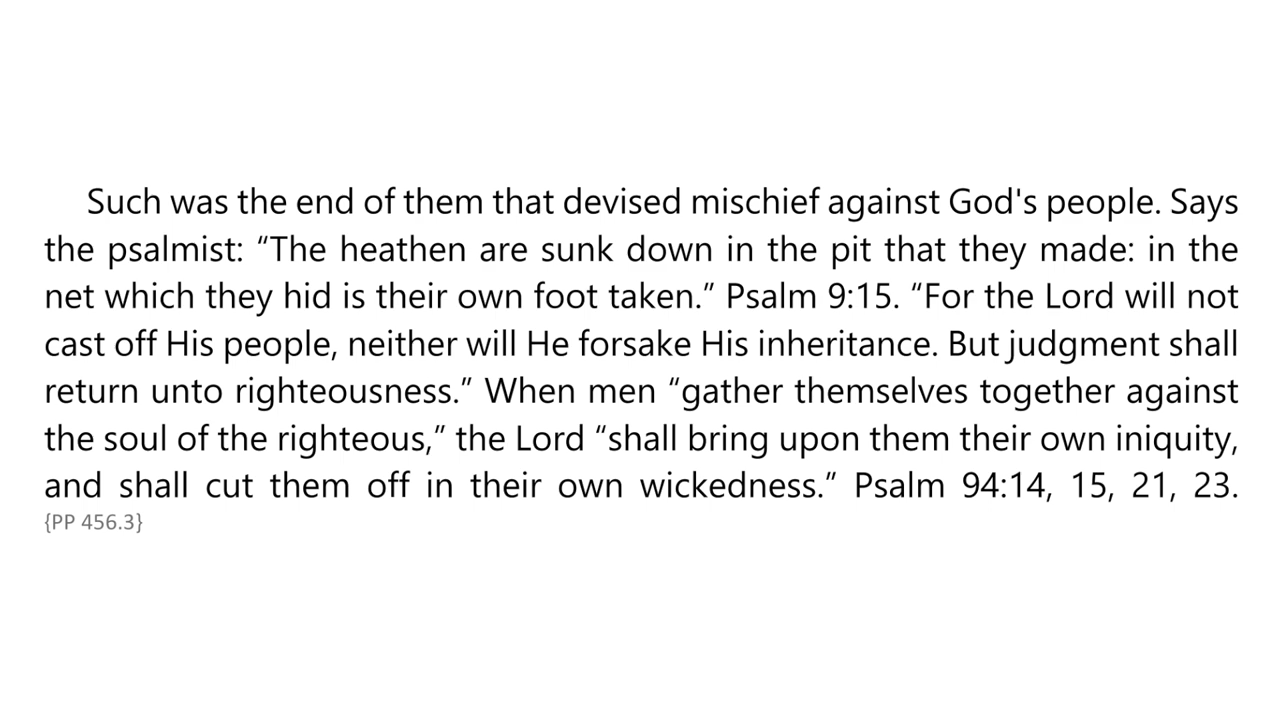 Such was the end of them that devised mischief against God's people. Says
the psalmist: “The heathen are sunk down in the pit that they made: in the
net which they hid is their own foot taken.” Psalm 9:15. “For the Lord will not
cast off His people, neither will He forsake His inheritance. But judgment shall
return unto righteousness.” When men “gather themselves together against
the soul of the righteous,” the Lord “shall bring upon them their own iniquity,
and shall cut them off in their own wickedness.” Psalm 94:14, 15, 21, 23.
{PP 456.3}